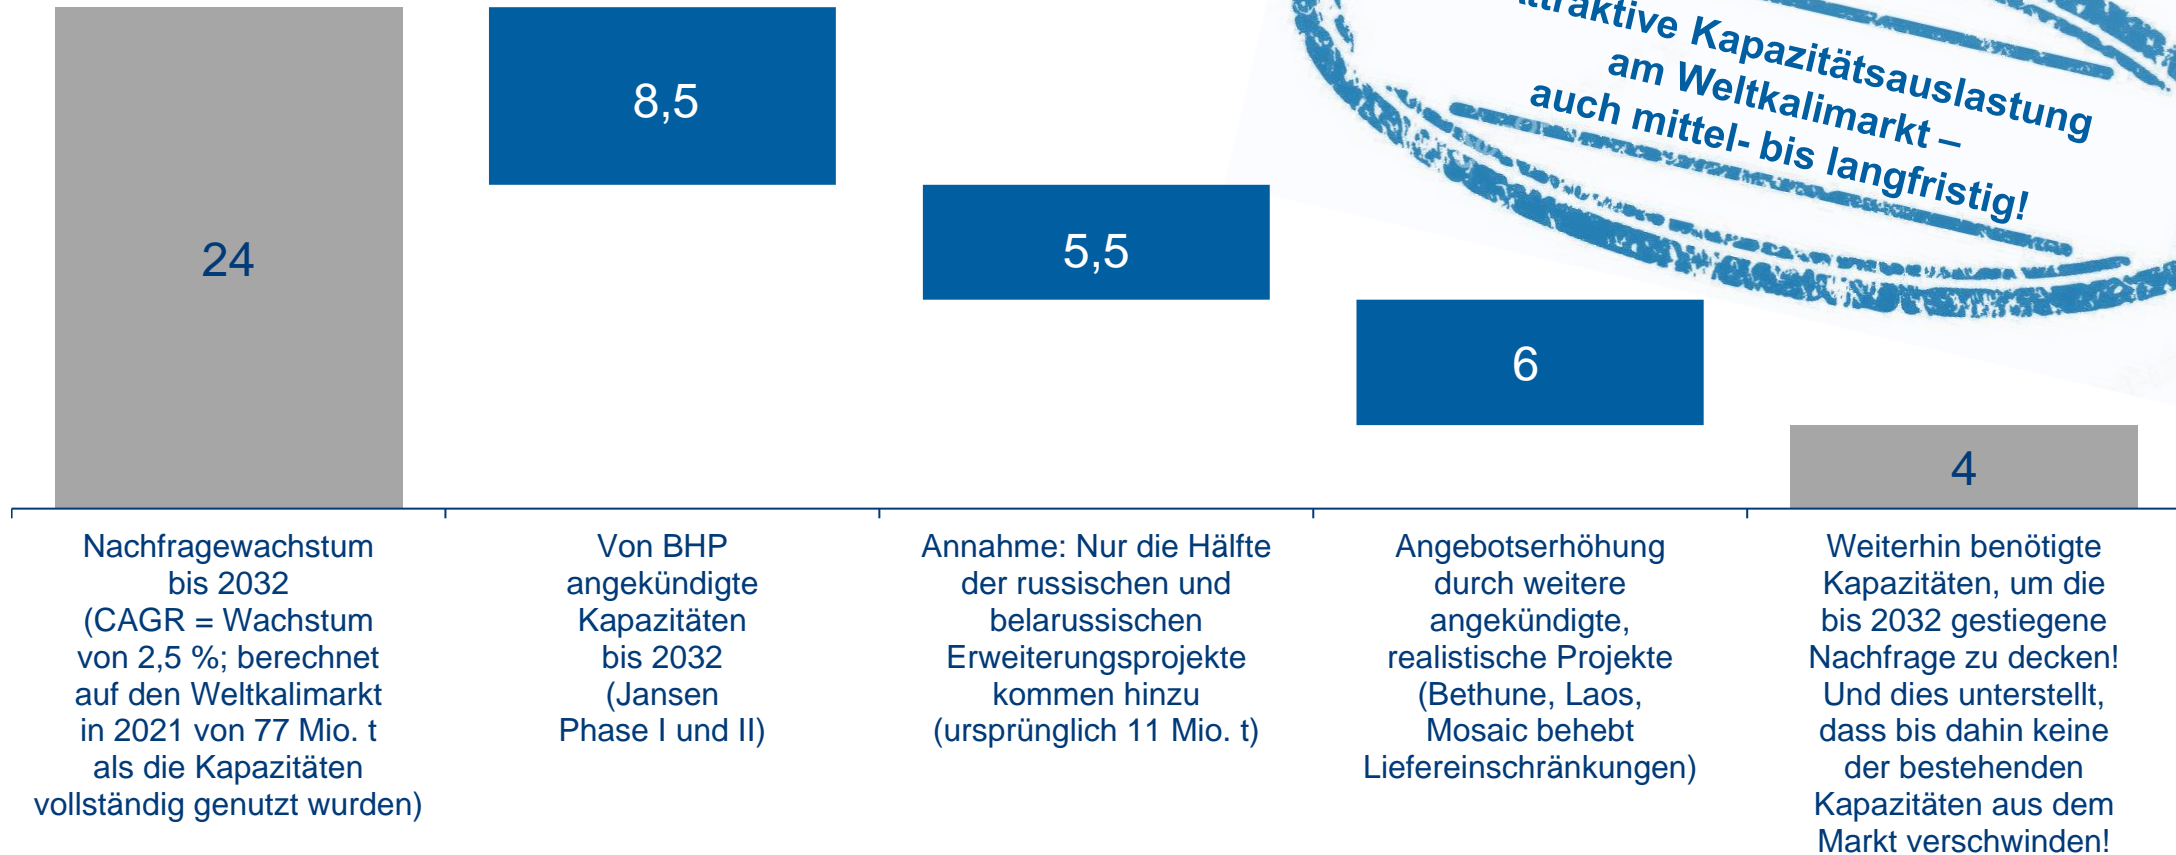 attraktive Kapazitätsauslastung
am Weltkalimarkt –
auch mittel- bis langfristig!
24
8,5
5,5
6
4
Nachfragewachstum
bis 2032
(CAGR = Wachstum
von 2,5 %; berechnet
auf den Weltkalimarkt
in 2021 von 77 Mio. t
als die Kapazitäten
vollständig genutzt wurden)
Von BHP
angekündigte
Kapazitäten
bis 2032
(Jansen
Phase I und II)
Annahme: Nur die Hälfte
der russischen und
belarussischen
Erweiterungsprojekte
kommen hinzu
(ursprünglich 11 Mio. t)
Angebotserhöhung
durch weitere
angekündigte,
realistische Projekte
(Bethune, Laos,
Mosaic behebt
Liefereinschränkungen)
Weiterhin benötigte
Kapazitäten, um die
bis 2032 gestiegene
Nachfrage zu decken!
Und dies unterstellt,
dass bis dahin keine
der bestehenden
Kapazitäten aus dem
Markt verschwinden!